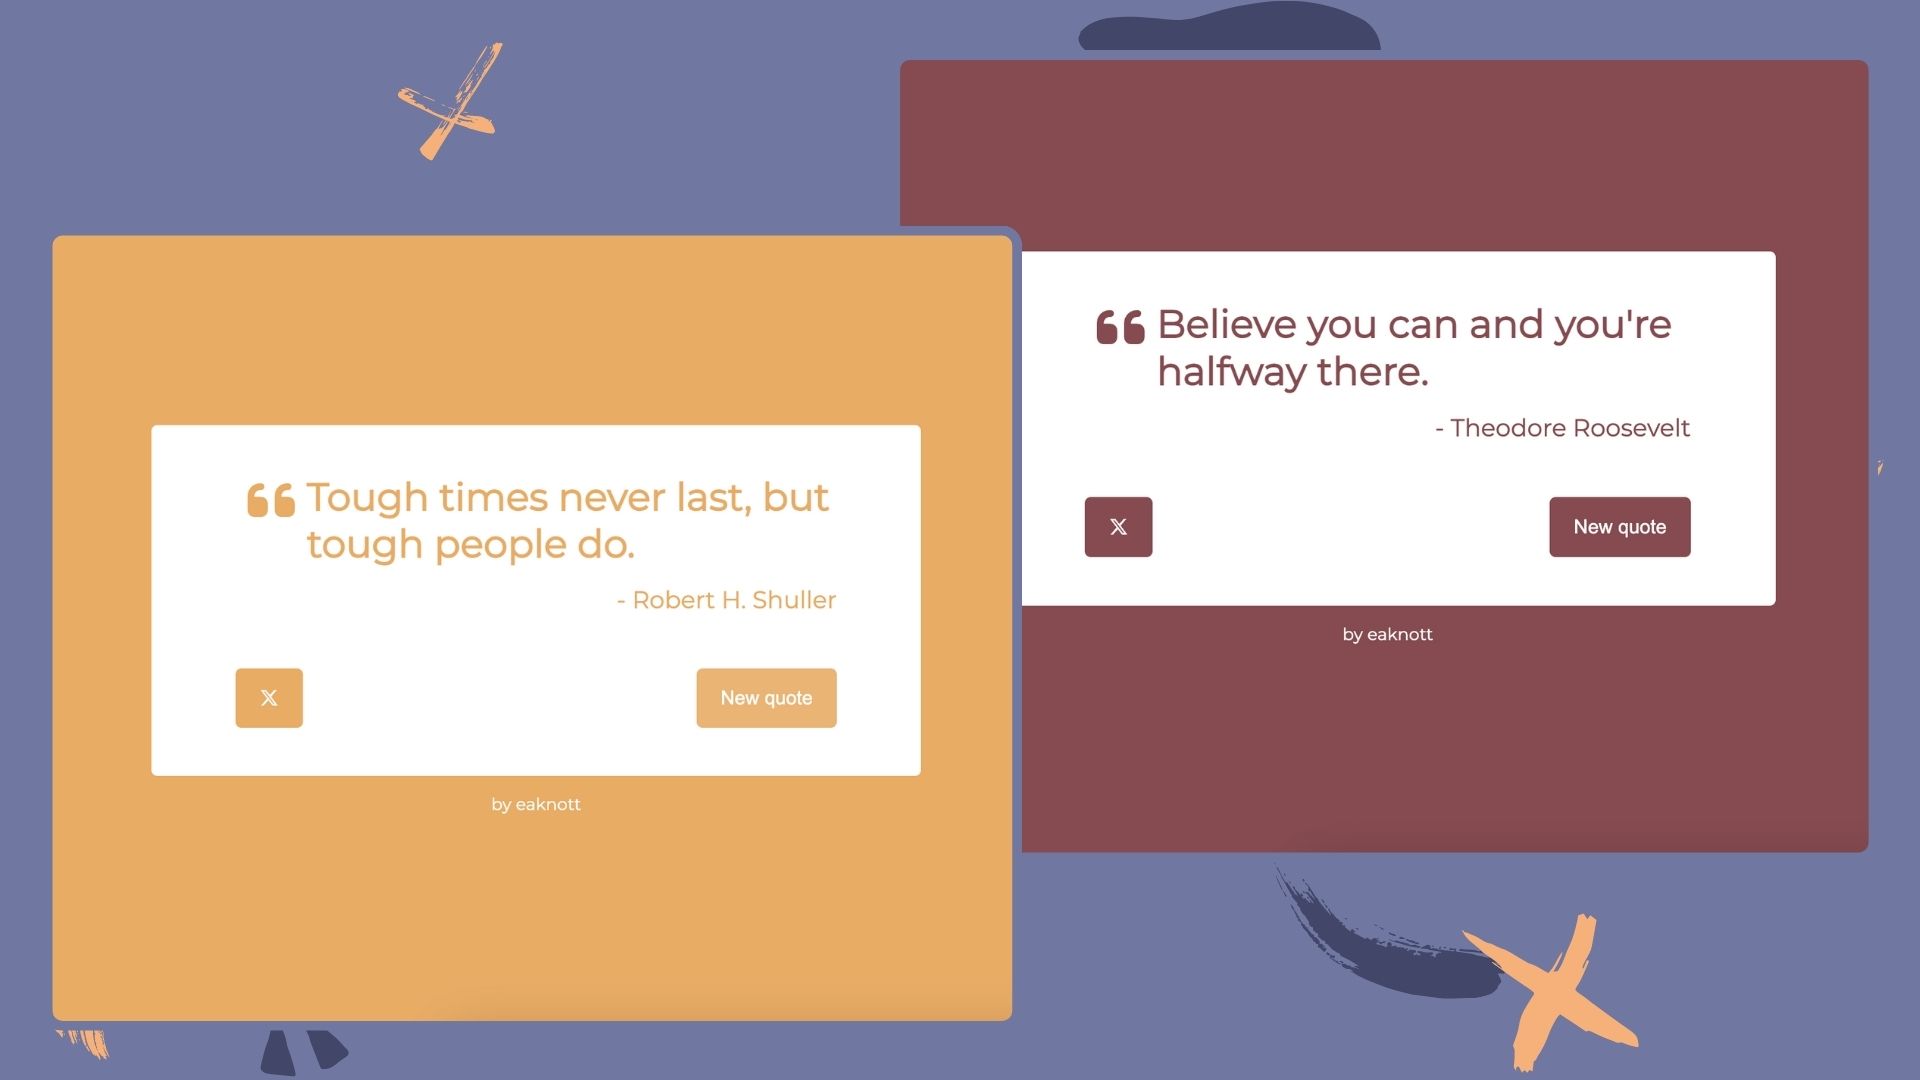 “ Tough times never last, but
tough people do.
- Robert H. Shuller
X
New quote
by eaknott
“ Believe you can and you're
halfway there.
- Theodore Roosevelt
X
New quote
by eaknott